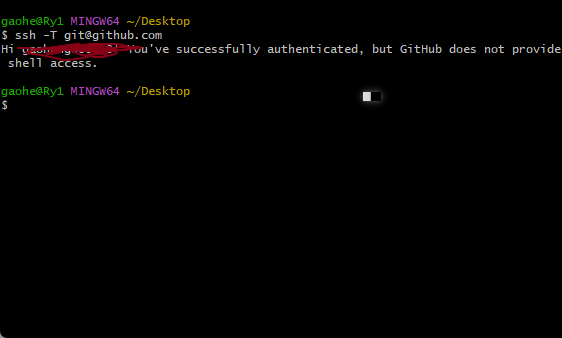 gaohe@Ry1 MINGW64 ~/Desktop
$ ssh -T git@github.com
Hi You've successfully authenticated, but GitHub does not provide
shell access.
gaohe@Ry1 MINGW64 ~/Desktop
$